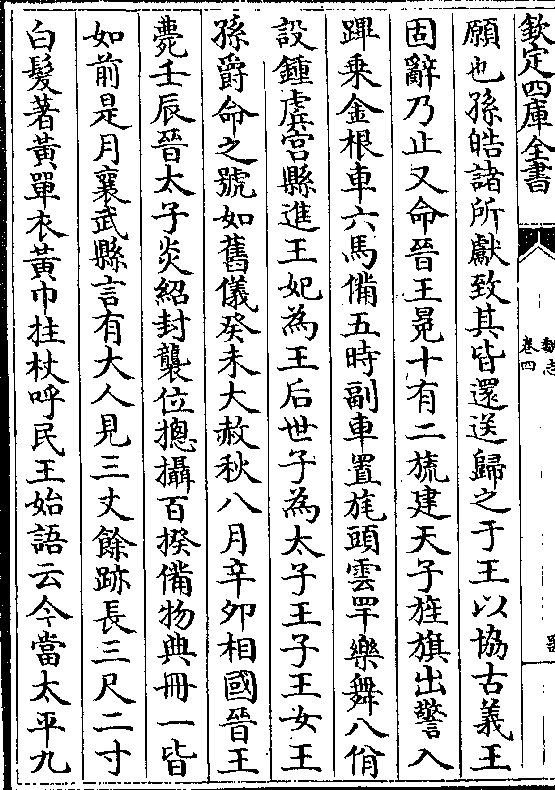 欽定四庫全書
魏志
卷四
願也孫皓諸所獻致其皆還送歸之于王以協古義王
固辭乃止又命晉王冕十有二旒建天子旌旗出警入
蹕乗金根車六馬備五時副車置旄頭雲罕樂舞八佾
設鍾虡宮縣進王妃為王后世子為太子王子王女王
孫爵命之號如舊儀癸未大赦秋八月辛卯相國晉王
薨壬辰晉太子炎紹封襲位摠攝百揆備物典冊一皆
如前是月襄武縣言有大人見三丈餘跡長三尺二寸
白髮著黃單衣黃巾拄杖呼民王始語云今當太平九